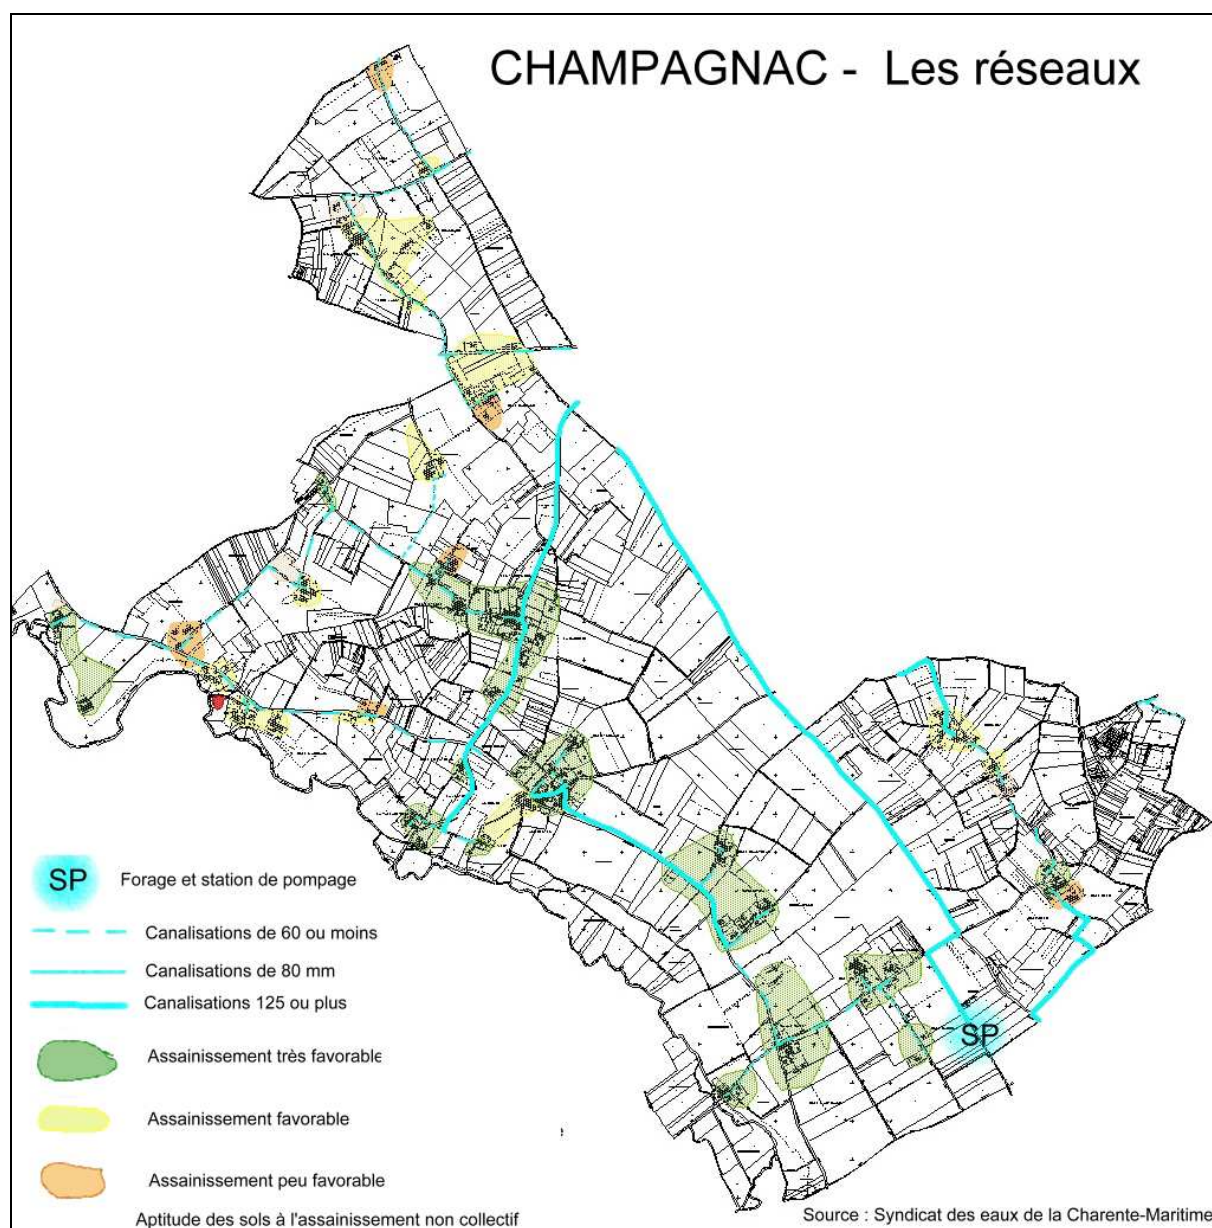 CHAMPAGNAC - Les réseaux
SP
SP Forage et station de pompage
Canalisations de 60 ou moins
Canalisations de 80 mm
Canalisations 125 ou plus
Assainissement très favorable
Assainissement favorable
Assainissement peu favorable
Aptitude des sols à l'assainissement non collectif
Source : Syndicat des eaux de la Charente-Maritime